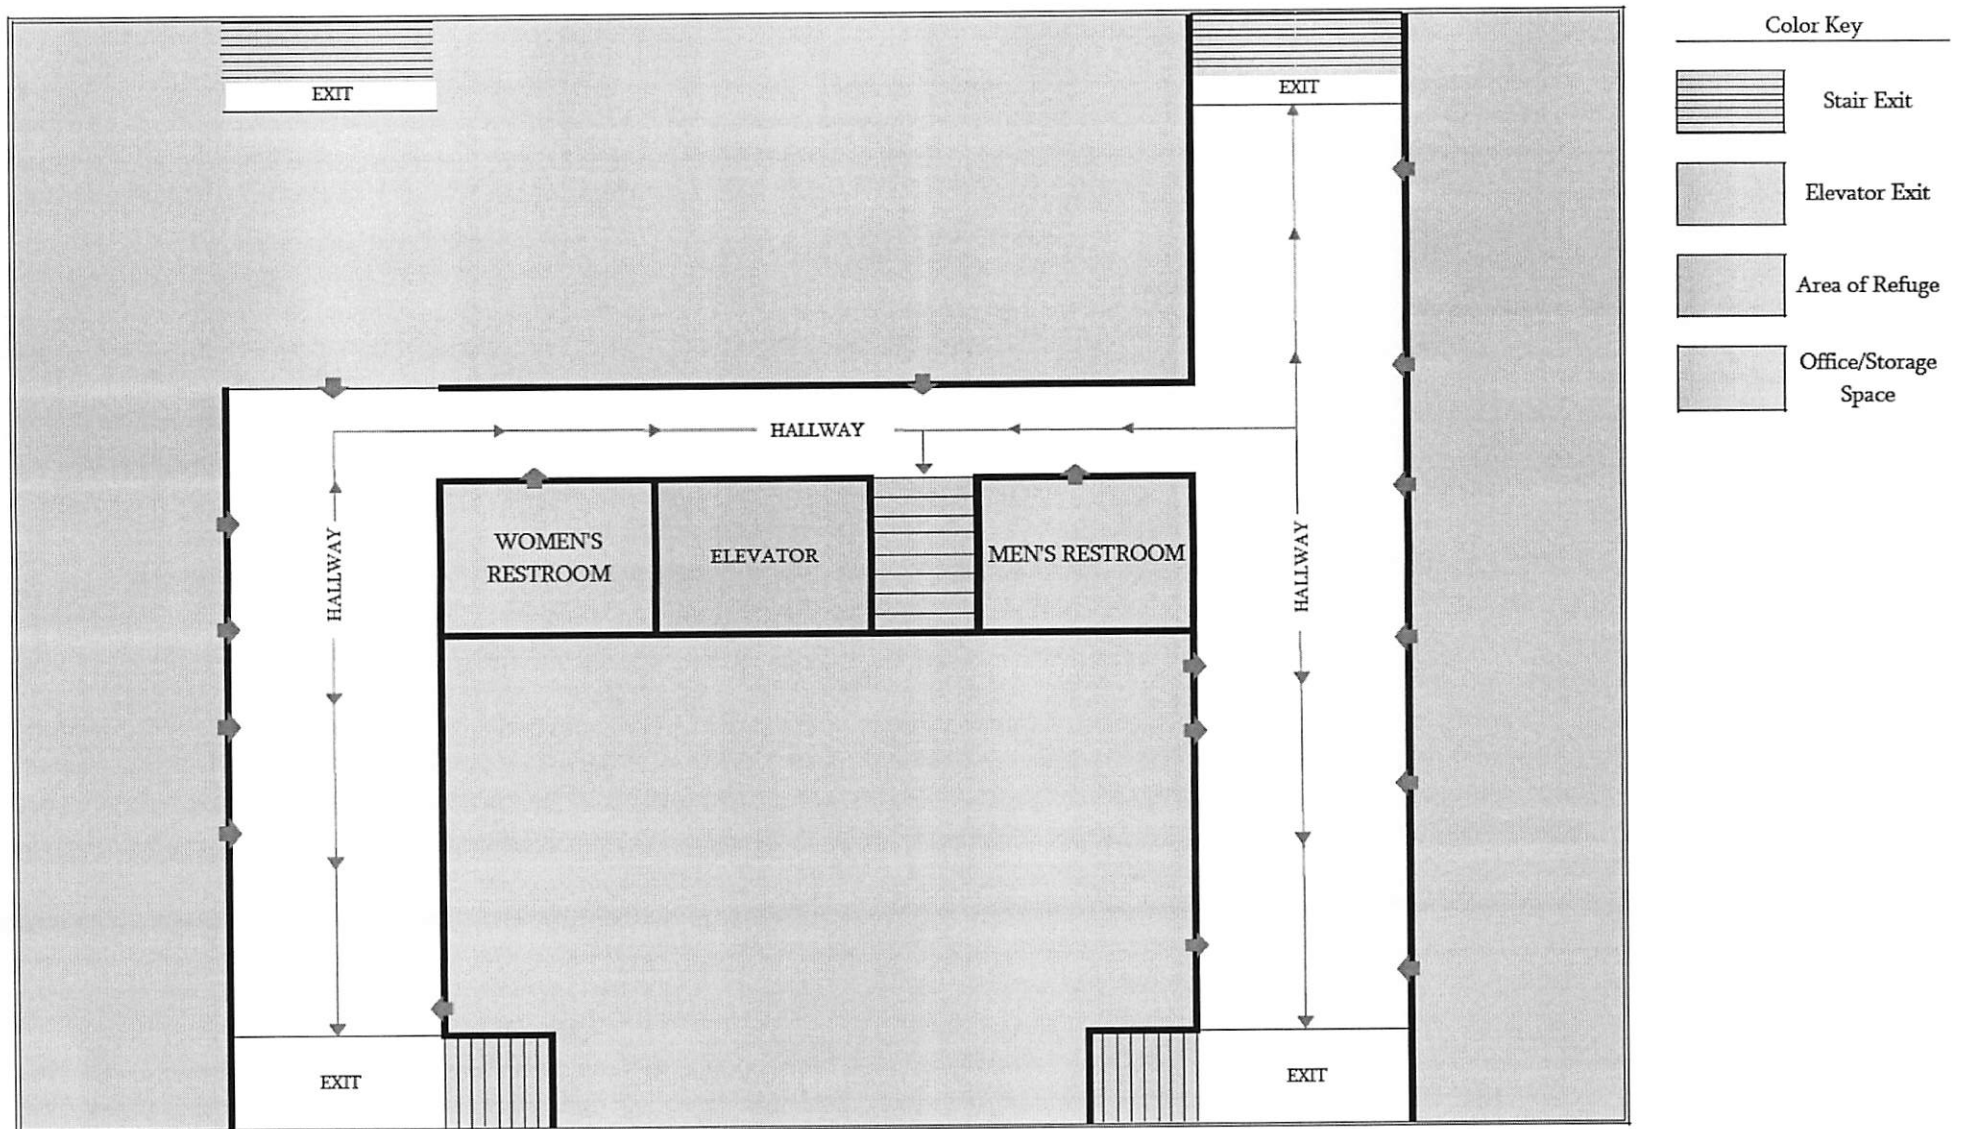 Color Key
Stair Exit
Elevator Exit
Area of Refuge
Office/Storage
Space
EXIT
EXIT
HALLWAY
HALLWAY
WOMEN'S
RESTROOM
ELEVATOR
MEN'S RESTROOM
HALLWAY
EXIT
EXIT